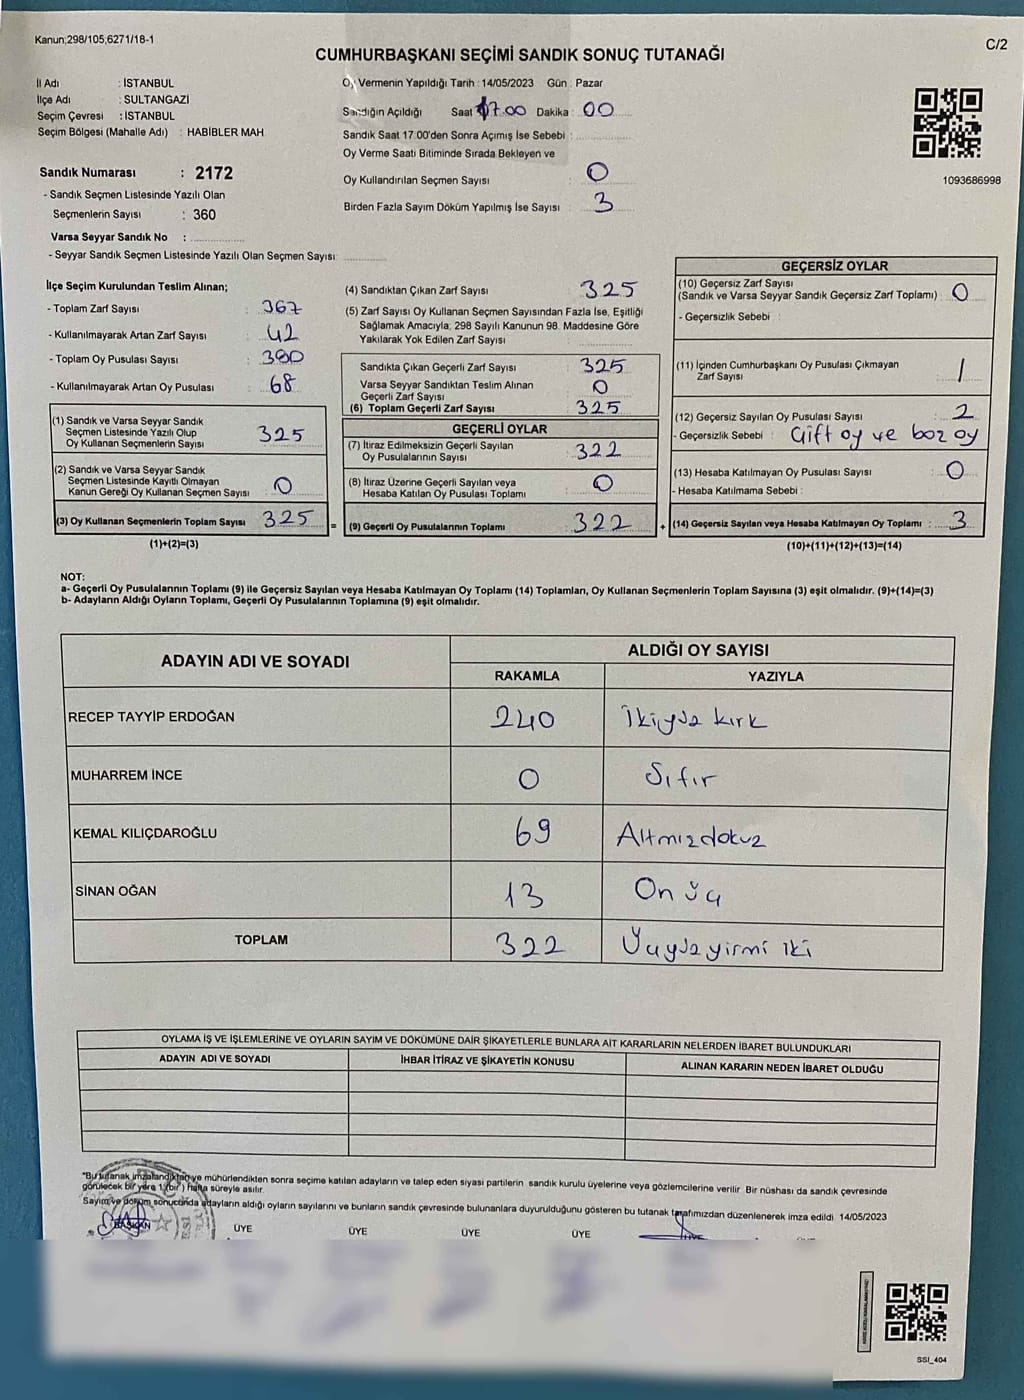 Kanun;298/105,6271/18-1
C/2
CUMHURBAŞKANI SEÇİMİ SANDIK SONUÇ TUTANAĞI
İl Adı : İSTANBUL
İlçe Adı : SULTANGAZİ
Seçim Çevresi : İSTANBUL
Seçim Bölgesi (Mahalle Adı) : HABİBLER MAH
Oy Vermenin Yapıldığı Tarih : 14/05/2023 Gün : Pazar
Sandığın Açıldığı Saat 17.00 Dakika : 00
Sandık Saat 17:00'den Sonra Açımış İse Sebebi :
Oy Verme Saati Bitiminde Sırada Bekleyen ve
Oy Kullandırılan Seçmen Sayısı : 0
Birden Fazla Sayım Döküm Yapılmış İse Sayısı : 3
1093686998
Sandık Numarası : 2172
- Sandık Seçmen Listesinde Yazılı Olan
Seçmenlerin Sayısı : 360
Varsa Seyyar Sandık No :
- Seyyar Sandık Seçmen Listesinde Yazılı Olan Seçmen Sayısı:
İlçe Seçim Kurulundan Teslim Alınan;
- Toplam Zarf Sayısı : 367
- Kullanılmayarak Artan Zarf Sayısı : 42
- Toplam Oy Pusulası Sayısı : 390
- Kullanılmayarak Artan Oy Pusulası : 68
(1) Sandık ve Varsa Seyyar Sandık
Seçmen Listesinde Yazılı Olup
Oy Kullanan Seçmenlerin Sayısı 325
(2) Sandık ve Varsa Seyyar Sandık
Seçmen Listesinde Kayıtlı Olmayan
Kanun Gereği Oy Kullanan Seçmen Sayısı 0
(3) Oy Kullanan Seçmenlerin Toplam Sayısı 325
(1)+(2)=(3)
=
(4) Sandıktan Çıkan Zarf Sayısı : 325
(5) Zarf Sayısı Oy Kullanan Seçmen Sayısından Fazla İse, Eşitliği
Sağlamak Amacıyla; 298 Sayılı Kanunun 98. Maddesine Göre
Yakılarak Yok Edilen Zarf Sayısı :
Sandıkta Çıkan Geçerli Zarf Sayısı : 325
Varsa Seyyar Sandıktan Teslim Alınan
Geçerli Zarf Sayısı : 0
(6) Toplam Geçerli Zarf Sayısı : 325
GEÇERLİ OYLAR
(7) İtiraz Edilmeksizin Geçerli Sayılan
Oy Pusulalarının Sayısı : 322
(8) İtiraz Üzerine Geçerli Sayılan veya
Hesaba Katılan Oy Pusulası Toplamı : 0
(9) Geçerli Oy Pusulalarının Toplamı : 322
+
GEÇERSİZ OYLAR
(10) Geçersiz Zarf Sayısı
(Sandık ve Varsa Seyyar Sandık Geçersiz Zarf Toplamı) : 0
- Geçersizlik Sebebi :
(11) İçinden Cumhurbaşkanı Oy Pusulası Çıkmayan
Zarf Sayısı : 1
(12) Geçersiz Sayılan Oy Pusulası Sayısı : 2
- Geçersizlik Sebebi : Çift oy ve boz oy
(13) Hesaba Katılmayan Oy Pusulası Sayısı : 0
- Hesaba Katılmama Sebebi :
(14) Geçersiz Sayılan veya Hesaba Katılmayan Oy Toplamı : 3
(10)+(11)+(12)+(13)=(14)
NOT:
a- Geçerli Oy Pusulalarının Toplamı (9) ile Geçersiz Sayılan veya Hesaba Katılmayan Oy Toplamı (14) Toplamları, Oy Kullanan Seçmenlerin Toplam Sayısına (3) eşit olmalıdır. (9)+(14)=(3)
b- Adayların Aldığı Oyların Toplamı, Geçerli Oy Pusulalarının Toplamına (9) eşit olmalıdır.
ADAYIN ADI VE SOYADI
ALDIĞI OY SAYISI
RAKAMLA YAZIYLA
RECEP TAYYİP ERDOĞAN 240 İkiyüz kırk
MUHARREM İNCE 0 Sıfır
KEMAL KILIÇDAROĞLU 69 Altmızdokuz
SİNAN OĞAN 13 On üç
TOPLAM 322 Üçyüzyirmi iki
OYLAMA İŞ VE İŞLEMLERİNE VE OYLARIN SAYIM VE DÖKÜMÜNE DAİR ŞİKAYETLERLE BUNLARA AİT KARARLARIN NELERDEN İBARET BULUNDUKLARI
ADAYIN ADI VE SOYADI İHBAR İTİRAZ VE ŞİKAYETİN KONUSU ALINAN KARARIN NEDEN İBARET OLDUĞU
"Bu tutanak imzalandıktan ve mühürlendikten sonra seçime katılan adayların ve talep eden siyasi partilerin sandık kurulu üyelerine veya gözlemcilerine verilir. Bir nüshası da sandık çevresinde
görülecek bir yere 1 (bir) hafta süreyle asılır.
Sayım ve döküm sonucunda adayların aldığı oyların sayılarını ve bunların sandık çevresinde bulunanlara duyurulduğunu gösteren bu tutanak tarafımızdan düzenlenerek imza edildi. 14/05/2023
BAŞKAN ÜYE ÜYE ÜYE ÜYE ÜYE ÜYE
SSI_404